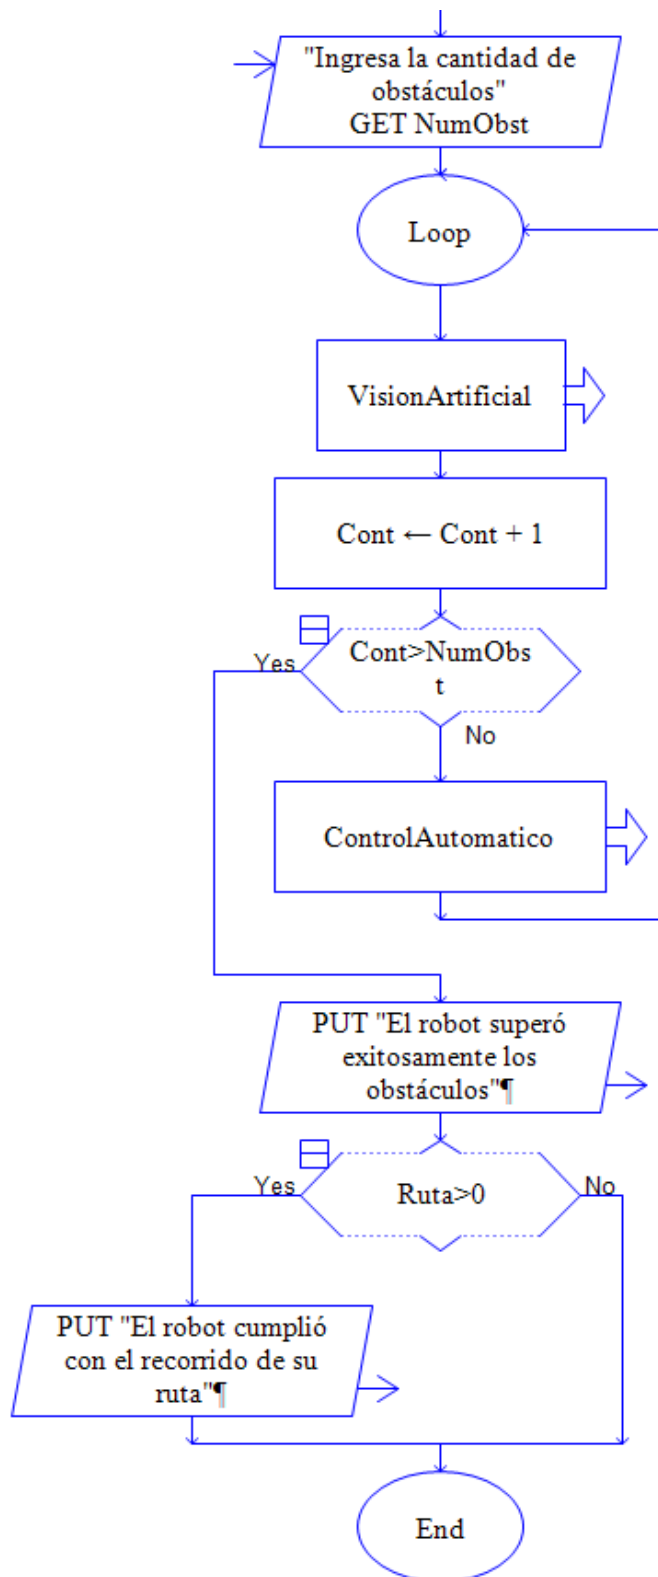 "Ingresa la cantidad de
obstáculos"
GET NumObst
Loop
VisionArtificial
Cont ← Cont + 1
Cont>NumObs
t
Yes
No
ControlAutomatico
PUT "El robot superó
exitosamente los
obstáculos"¶
Yes
Ruta>0
No
PUT "El robot cumplió
con el recorrido de su
ruta"¶
End